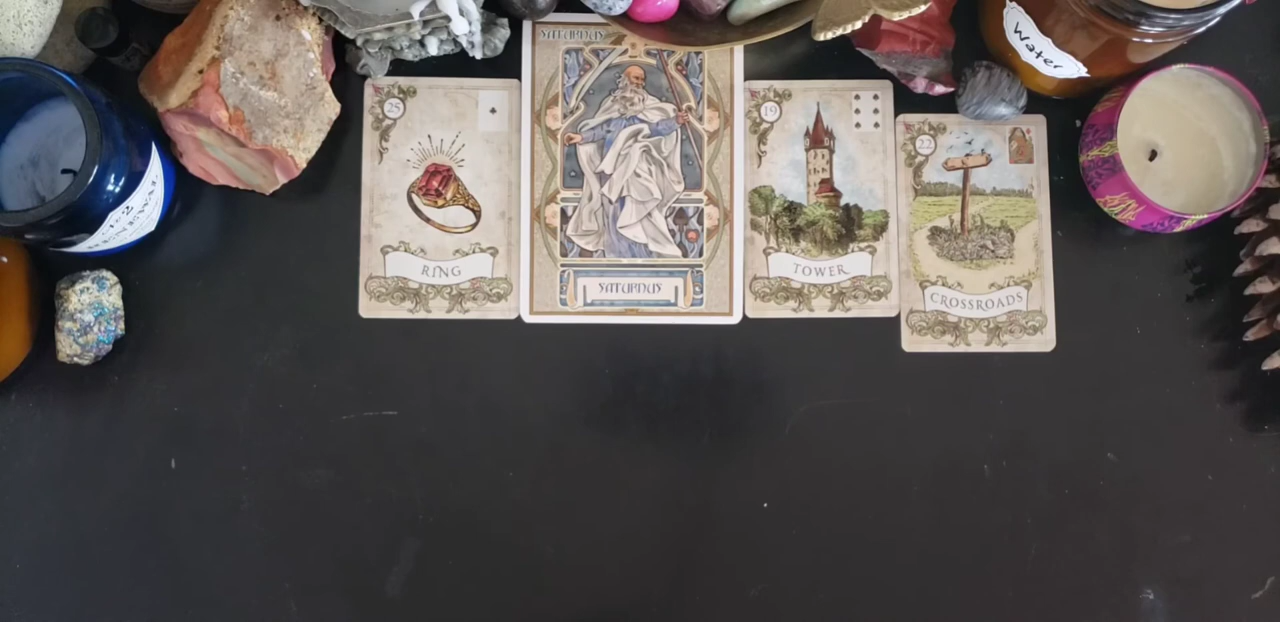 25
RING
SATURNUS
SATURNUS
19
TOWER
22
CROSSROADS
Water